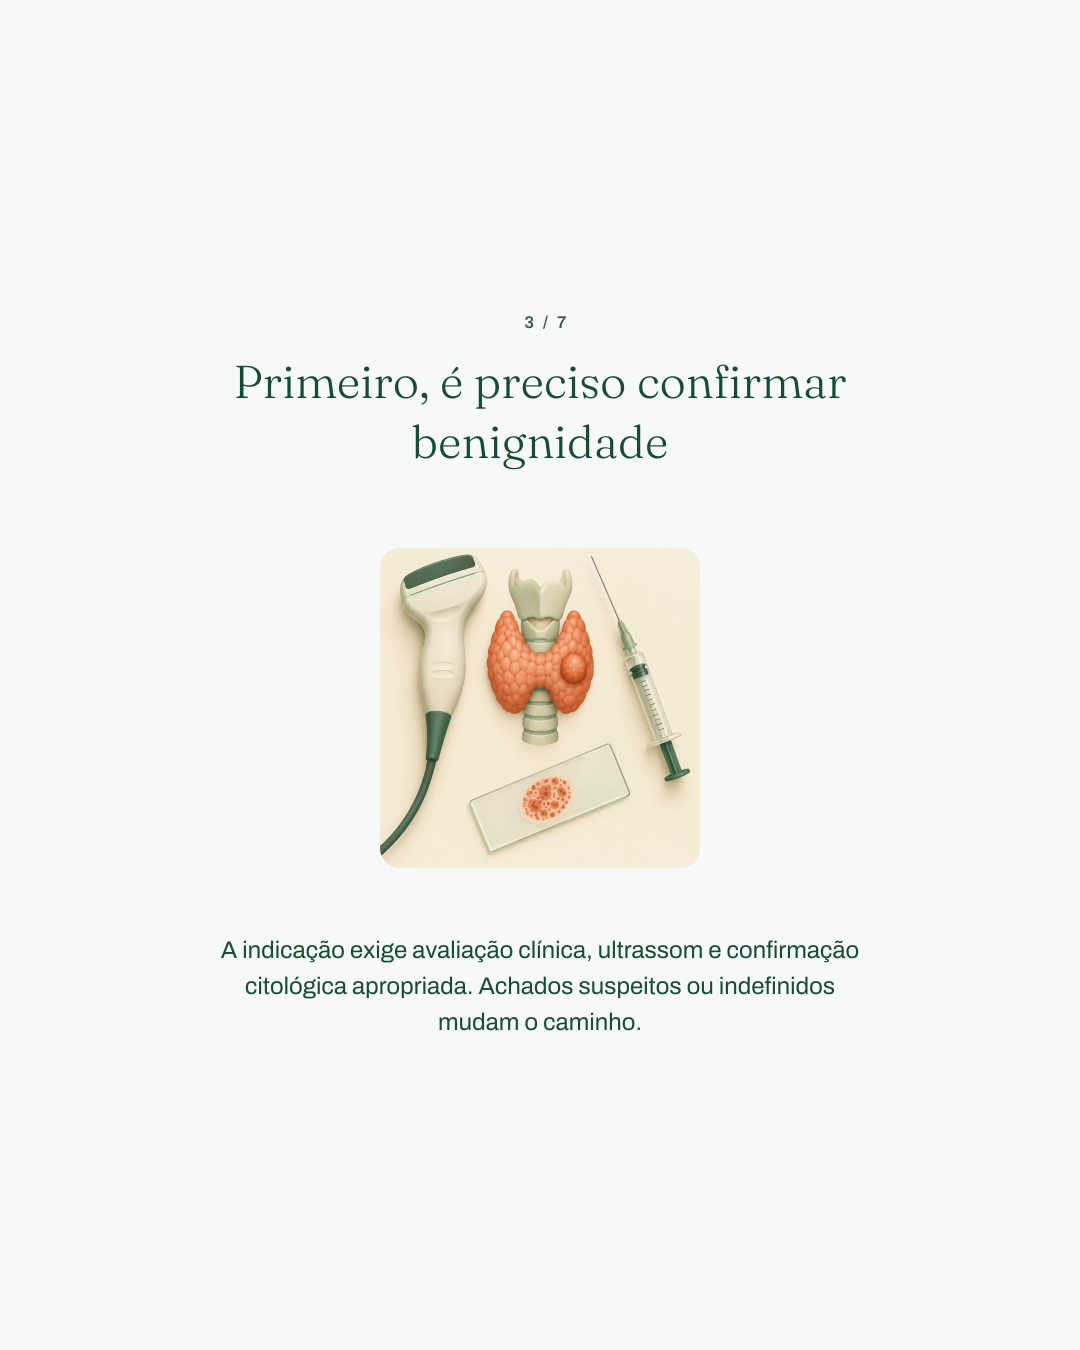 3 / 7
Primeiro, é preciso confirmar
benignidade
A indicação exige avaliação clínica, ultrassom e confirmação
citológica apropriada. Achados suspeitos ou indefinidos
mudam o caminho.